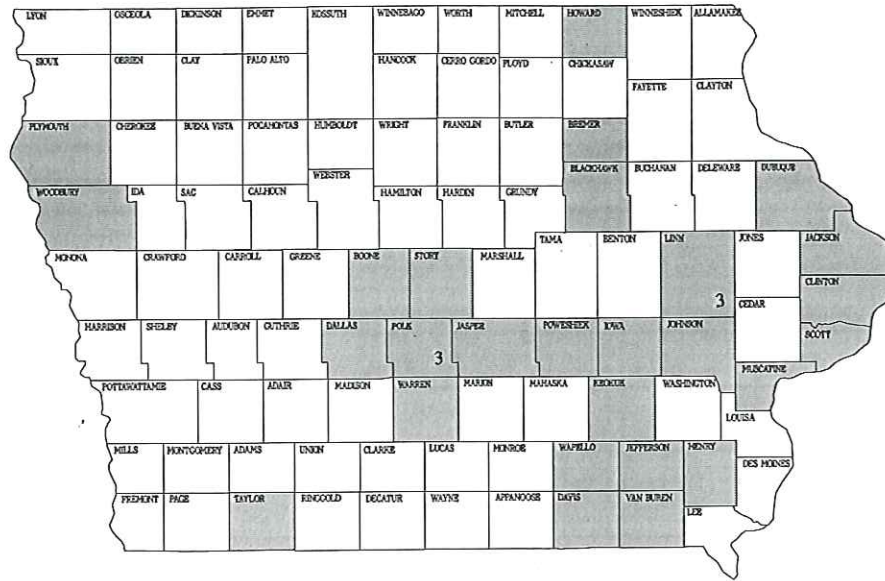 LYON OSCEOLA DICKINSON EMMET KOSSUTH WINNEBAGO WORTH MITCHELL HOWARD WINNESHIEK ALLAMAKEE
SIOUX OBRIEN CLAY PALO ALTO HANCOCK CERRO GORDO FLOYD CHICKASAW
FAYETTE CLAYTON
PLYMOUTH CHEROKEE BUENA VISTA POCAHONTAS HUMBOLDT WRIGHT FRANKLIN BUTLER BREMER
WEBSTER BLACKHAWK BUCHANAN DELEWARE DUBUQUE
WOODBURY IDA SAC CALHOUN HAMILTON HARDIN GRUNDY
TAMA BENTON LINN JONES JACKSON
MONONA CRAWFORD CARROLL GREENE BOONE STORY MARSHALL
CLINTON
3
CEDAR
HARRISON SHELBY AUDUBON GUTHRIE DALLAS POLK JASPER POWESHIEK IOWA JOHNSON SCOTT
3
MUSCATINE
POTTAWATTAMIE CASS ADAIR MADISON WARREN MARION MAHASKA KEOKUK WASHINGTON
LOUISA
MILLS MONTGOMERY ADAMS UNION CLARKE LUCAS MONROE WAPELLO JEFFERSON HENRY
DES MOINES
FREMONT PAGE TAYLOR RINGGOLD DECATUR WAYNE APPANOOSE DAVIS VAN BUREN
LEE